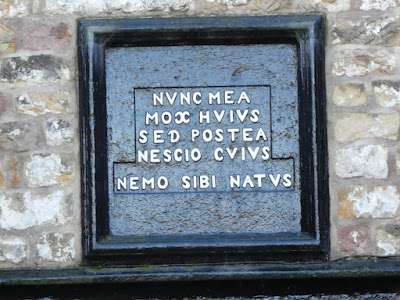 NVNC MEA
MOX HVIVS
SED POSTEA
NESCIO CVIVS
NEMO SIBI NATVS